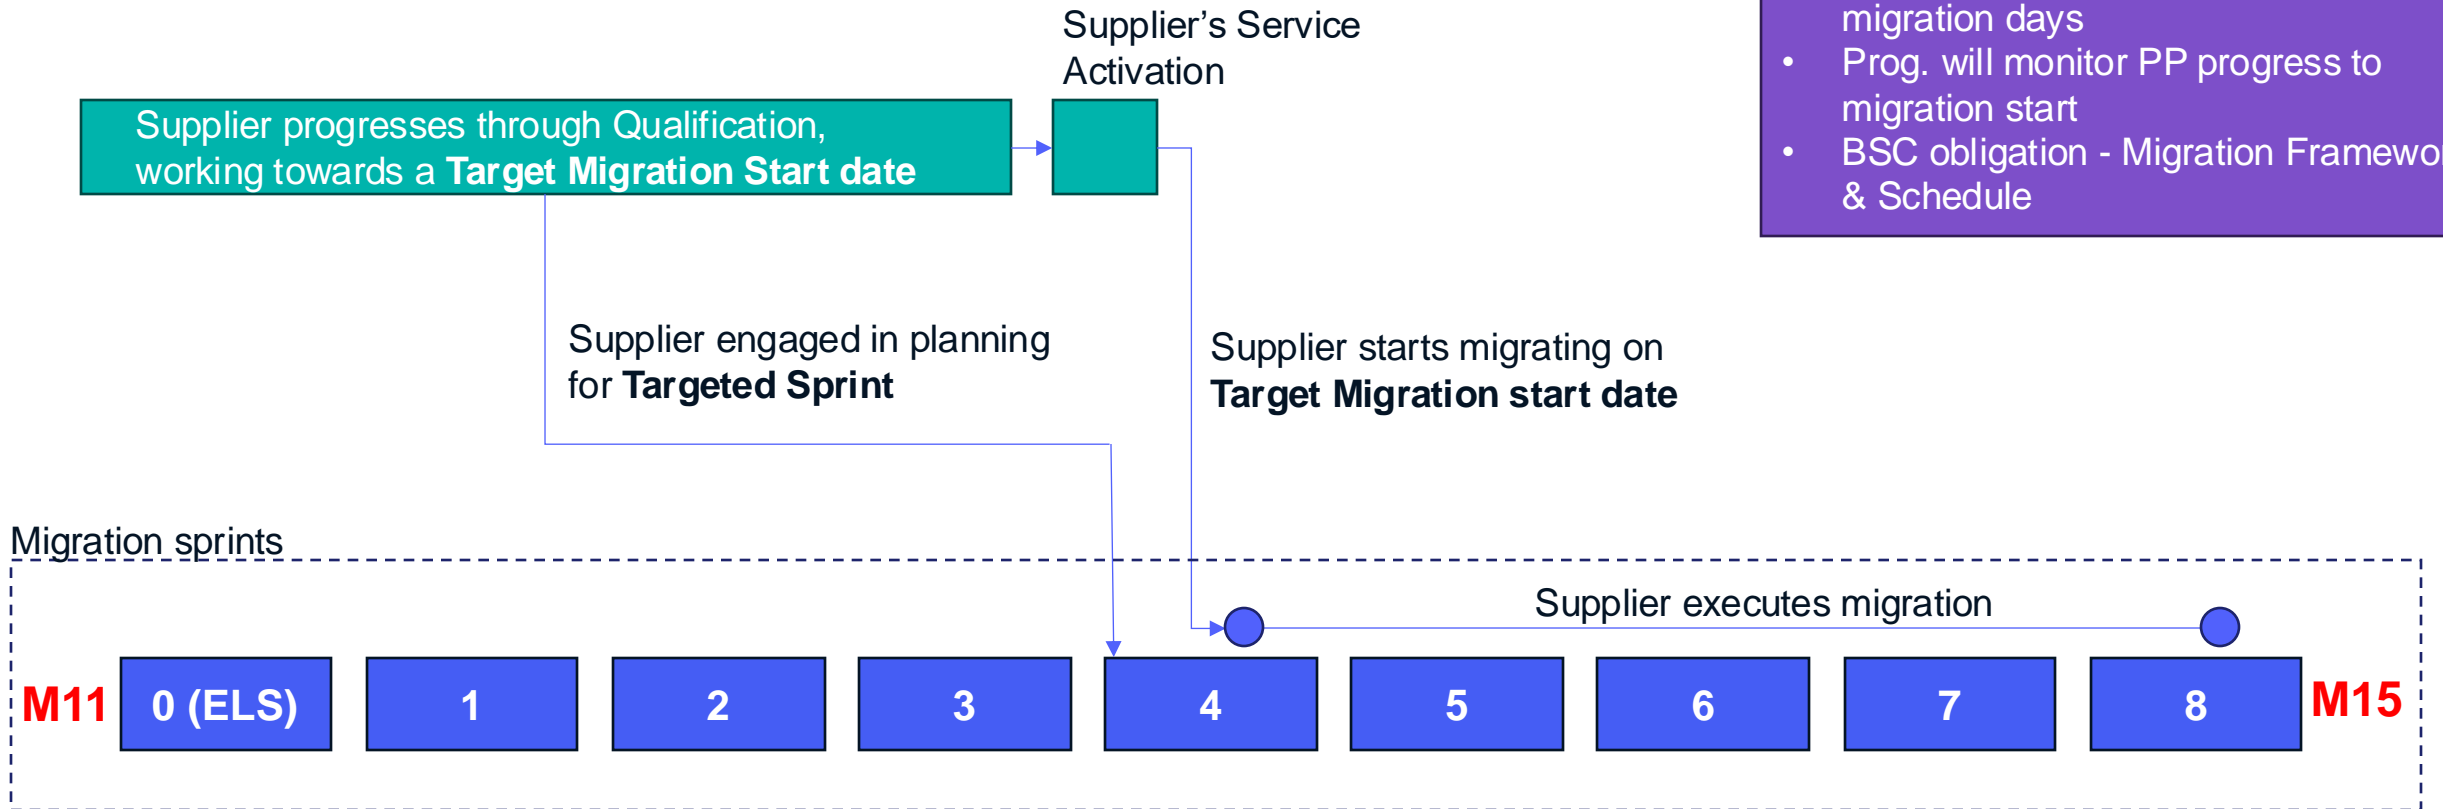 Supplier’s Service
Activation
migration days
• Prog. will monitor PP progress to
migration start
• BSC obligation - Migration
& Schedule
Supplier progresses through Qualification,
working towards a Target Migration Start date
Supplier engaged in planning
for Targeted Sprint
Supplier starts migrating on
Target Migration start date
Migration sprints
Supplier executes migration
M11
0 (ELS)
1
2
3
4
5
6
7
8
M15